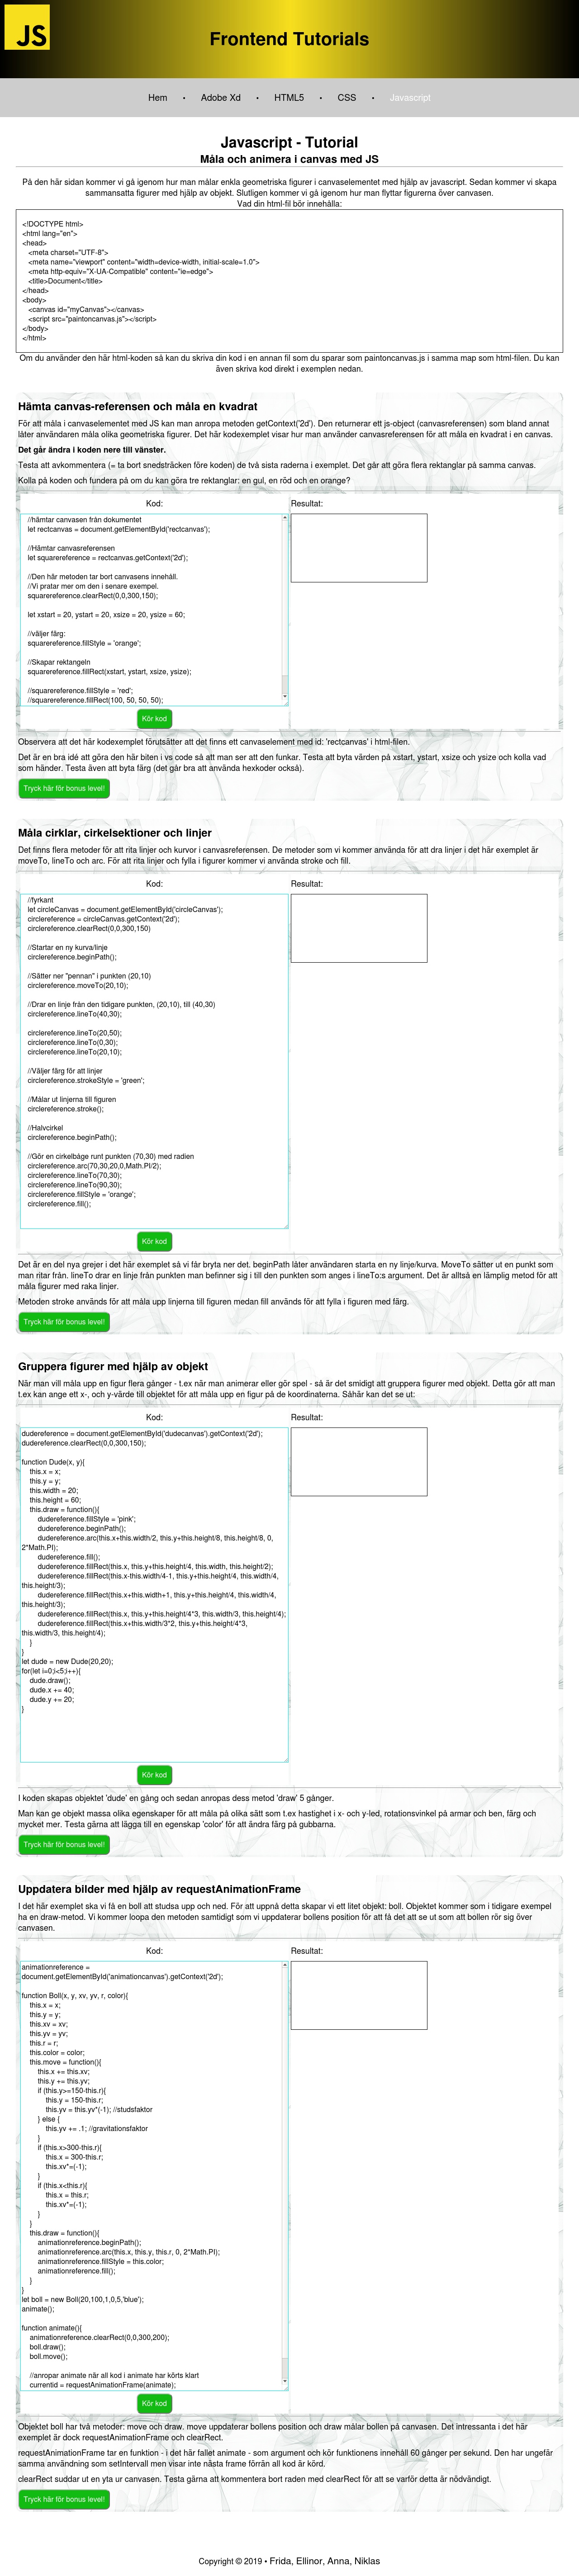 JS
Frontend Tutorials
Hem • Adobe Xd • HTML5 • CSS • Javascript
Javascript - Tutorial
Måla och animera i canvas med JS
På den här sidan kommer vi gå igenom hur man målar enkla geometriska figurer i canvaselementet med hjälp av javascript. Sedan kommer vi skapa
sammansatta figurer med hjälp av objekt. Slutligen kommer vi gå igenom hur man flyttar figurerna över canvasen.
Vad din html-fil bör innehålla:
<!DOCTYPE html>
<html lang="en">
<head>
<meta charset="UTF-8">
<meta name="viewport" content="width=device-width, initial-scale=1.0">
<meta http-equiv="X-UA-Compatible" content="ie=edge">
<title>Document</title>
</head>
<body>
<canvas id="myCanvas"></canvas>
<script src="paintoncanvas.js"></script>
</body>
</html>
Om du använder den här html-koden så kan du skriva din kod i en annan fil som du sparar som paintoncanvas.js i samma map som html-filen. Du kan
även skriva kod direkt i exemplen nedan.
Hämta canvas-referensen och måla en kvadrat
För att måla i canvaselementet med JS kan man anropa metoden getContext('2d'). Den returnerar ett js-object (canvasreferensen) som bland annat
låter användaren måla olika geometriska figurer. Det här kodexemplet visar hur man använder canvasreferensen för att måla en kvadrat i en canvas.
Det går ändra i koden nere till vänster.
Testa att avkommentera (= ta bort snedsträcken före koden) de två sista raderna i exemplet. Det går att göra flera rektanglar på samma canvas.
Kolla på koden och fundera på om du kan göra tre rektanglar: en gul, en röd och en orange?
Kod: Resultat:
//hämtar canvasen från dokumentet
let rectcanvas = document.getElementById('rectcanvas');
//Hämtar canvasreferensen
let squarereference = rectcanvas.getContext('2d');
//Den här metoden tar bort canvasens innehåll.
//Vi pratar mer om den i senare exempel.
squarereference.clearRect(0,0,300,150);
let xstart = 20, ystart = 20, xsize = 20, ysize = 60;
//väljer färg:
squarereference.fillStyle = 'orange';
//Skapar rektangeln
squarereference.fillRect(xstart, ystart, xsize, ysize);
//squarereference.fillStyle = 'red';
//squarereference.fillRect(100, 50, 50, 50);
Kör kod
Observera att det här kodexemplet förutsätter att det finns ett canvaselement med id: 'rectcanvas' i html-filen.
Det är en bra idé att göra den här biten i vs code så att man ser att den funkar. Testa att byta värden på xstart, ystart, xsize och ysize och kolla vad
som händer. Testa även att byta färg (det går bra att använda hexkoder också).
Tryck här för bonus level!
Måla cirklar, cirkelsektioner och linjer
Det finns flera metoder för att rita linjer och kurvor i canvasreferensen. De metoder som vi kommer använda för att dra linjer i det här exemplet är
moveTo, lineTo och arc. För att rita linjer och fylla i figurer kommer vi använda stroke och fill.
Kod: Resultat:
//fyrkant
let circleCanvas = document.getElementById('circleCanvas');
circlereference = circleCanvas.getContext('2d');
circlereference.clearRect(0,0,300,150)
//Startar en ny kurva/linje
circlereference.beginPath();
//Sätter ner "pennan" i punkten (20,10)
circlereference.moveTo(20,10);
//Drar en linje från den tidigare punkten, (20,10), till (40,30)
circlereference.lineTo(40,30);
circlereference.lineTo(20,50);
circlereference.lineTo(0,30);
circlereference.lineTo(20,10);
//Väljer färg för att linjer
circlereference.strokeStyle = 'green';
//Målar ut linjerna till figuren
circlereference.stroke();
//Halvcirkel
circlereference.beginPath();
//Gör en cirkelbåge runt punkten (70,30) med radien
circlereference.arc(70,30,20,0,Math.PI/2);
circlereference.lineTo(70,30);
circlereference.lineTo(90,30);
circlereference.fillStyle = 'orange';
circlereference.fill();
Kör kod
Det är en del nya grejer i det här exemplet så vi får bryta ner det. beginPath låter användaren starta en ny linje/kurva. MoveTo sätter ut en punkt som
man ritar från. lineTo drar en linje från punkten man befinner sig i till den punkten som anges i lineTo:s argument. Det är alltså en lämplig metod för att
måla figurer med raka linjer.
Metoden stroke används för att måla upp linjerna till figuren medan fill används för att fylla i figuren med färg.
Tryck här för bonus level!
Gruppera figurer med hjälp av objekt
När man vill måla upp en figur flera gånger - t.ex när man animerar eller gör spel - så är det smidigt att gruppera figurer med objekt. Detta gör att man
t.ex kan ange ett x-, och y-värde till objektet för att måla upp en figur på de koordinaterna. Såhär kan det se ut:
Kod: Resultat:
dudereference = document.getElementById('dudecanvas').getContext('2d');
dudereference.clearRect(0,0,300,150);
function Dude(x, y){
this.x = x;
this.y = y;
this.width = 20;
this.height = 60;
this.draw = function(){
dudereference.fillStyle = 'pink';
dudereference.beginPath();
dudereference.arc(this.x+this.width/2, this.y+this.height/8, this.height/8, 0,
2*Math.PI);
dudereference.fill();
dudereference.fillRect(this.x, this.y+this.height/4, this.width, this.height/2);
dudereference.fillRect(this.x-this.width/4-1, this.y+this.height/4, this.width/4,
this.height/3);
dudereference.fillRect(this.x+this.width+1, this.y+this.height/4, this.width/4,
this.height/3);
dudereference.fillRect(this.x, this.y+this.height/4*3, this.width/3, this.height/4);
dudereference.fillRect(this.x+this.width/3*2, this.y+this.height/4*3,
this.width/3, this.height/4);
}
}
let dude = new Dude(20,20);
for(let i=0;i<5;i++){
dude.draw();
dude.x += 40;
dude.y += 20;
}
Kör kod
I koden skapas objektet 'dude' en gång och sedan anropas dess metod 'draw' 5 gånger.
Man kan ge objekt massa olika egenskaper för att måla på olika sätt som t.ex hastighet i x- och y-led, rotationsvinkel på armar och ben, färg och
mycket mer. Testa gärna att lägga till en egenskap 'color' för att ändra färg på gubbarna.
Tryck här för bonus level!
Uppdatera bilder med hjälp av requestAnimationFrame
I det här exemplet ska vi få en boll att studsa upp och ned. För att uppnå detta skapar vi ett litet objekt: boll. Objektet kommer som i tidigare exempel
ha en draw-metod. Vi kommer loopa den metoden samtidigt som vi uppdaterar bollens position för att få det att se ut som att bollen rör sig över
canvasen.
Kod: Resultat:
animationreference =
document.getElementById('animationcanvas').getContext('2d');
function Boll(x, y, xv, yv, r, color){
this.x = x;
this.y = y;
this.xv = xv;
this.yv = yv;
this.r = r;
this.color = color;
this.move = function(){
this.x += this.xv;
this.y += this.yv;
if (this.y>=150-this.r){
this.y = 150-this.r;
this.yv = this.yv*(-1); //studsfaktor
} else {
this.yv += .1; //gravitationsfaktor
}
if (this.x>300-this.r){
this.x = 300-this.r;
this.xv*=(-1);
}
if (this.x<this.r){
this.x = this.r;
this.xv*=(-1);
}
}
this.draw = function(){
animationreference.beginPath();
animationreference.arc(this.x, this.y, this.r, 0, 2*Math.PI);
animationreference.fillStyle = this.color;
animationreference.fill();
}
}
let boll = new Boll(20,100,1,0,5,'blue');
animate();
function animate(){
animationreference.clearRect(0,0,300,200);
boll.draw();
boll.move();
//anropar animate när all kod i animate har körts klart
currentid = requestAnimationFrame(animate);
Kör kod
Objektet boll har två metoder: move och draw. move uppdaterar bollens position och draw målar bollen på canvasen. Det intressanta i det här
exemplet är dock requestAnimationFrame och clearRect.
requestAnimationFrame tar en funktion - i det här fallet animate - som argument och kör funktionens innehåll 60 gånger per sekund. Den har ungefär
samma användning som setIntervall men visar inte nästa frame förrän all kod är körd.
clearRect suddar ut en yta ur canvasen. Testa gärna att kommentera bort raden med clearRect för att se varför detta är nödvändigt.
Tryck här för bonus level!
Copyright © 2019 • Frida, Ellinor, Anna, Niklas